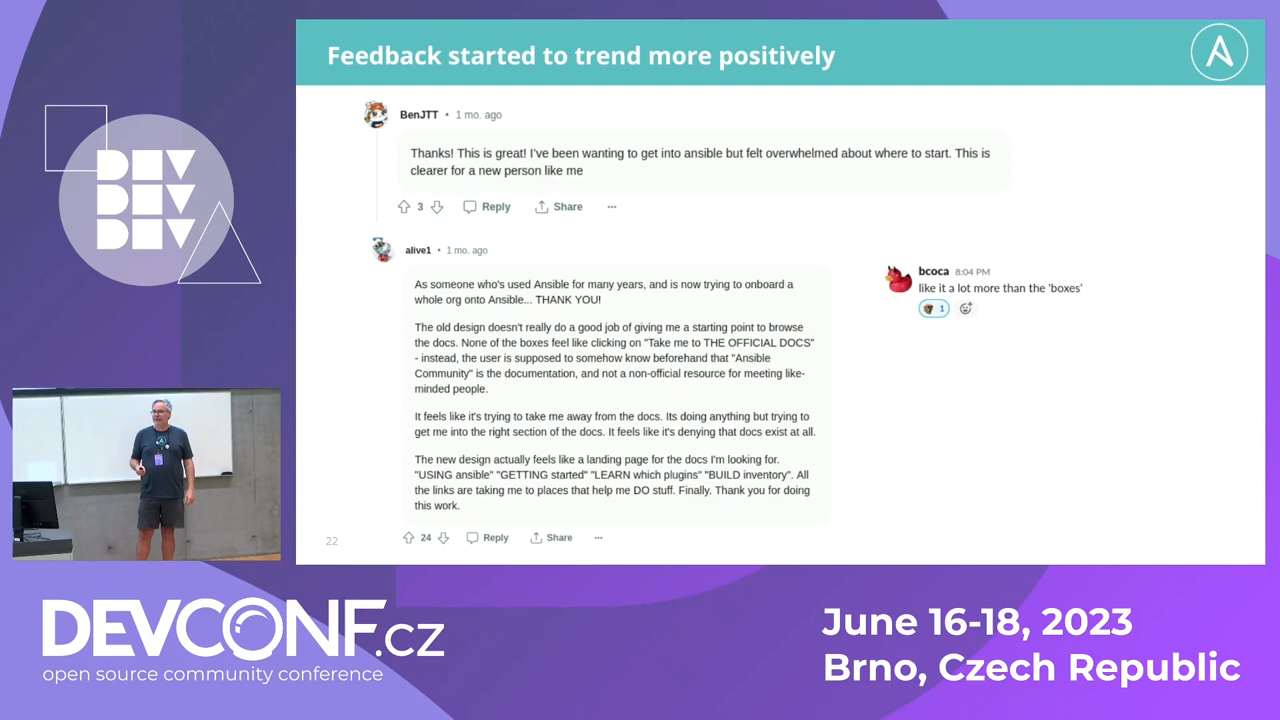 Feedback started to trend more positively
BenJTT • 1 mo. ago
Thanks! This is great! I've been wanting to get into ansible but felt overwhelmed about where to start. This is
clearer for a new person like me
3 Reply Share ...
alive1 • 1 mo. ago
As someone who's used Ansible for many years, and is now trying to onboard a
whole org onto Ansible... THANK YOU!
The old design doesn't really do a good job of giving me a starting point to browse
the docs. None of the boxes feel like clicking on "Take me to THE OFFICIAL DOCS"
- instead, the user is supposed to somehow know beforehand that "Ansible
Community" is the documentation, and not a non-official resource for meeting like-
minded people.
It feels like it's trying to take me away from the docs. Its doing anything but trying to
get me into the right section of the docs. It feels like it's denying that docs exist at all.
The new design actually feels like a landing page for the docs I'm looking for.
"USING ansible" "GETTING started" "LEARN which plugins" "BUILD inventory". All
the links are taking me to places that help me DO stuff. Finally. Thank you for doing
this work.
24 Reply Share ...
bcoca 8:04 PM
like it a lot more than the 'boxes'
1
22
DEV
DEV
DEV
DEVCONF.cz
open source community conference
June 16-18, 2023
Brno, Czech Republic